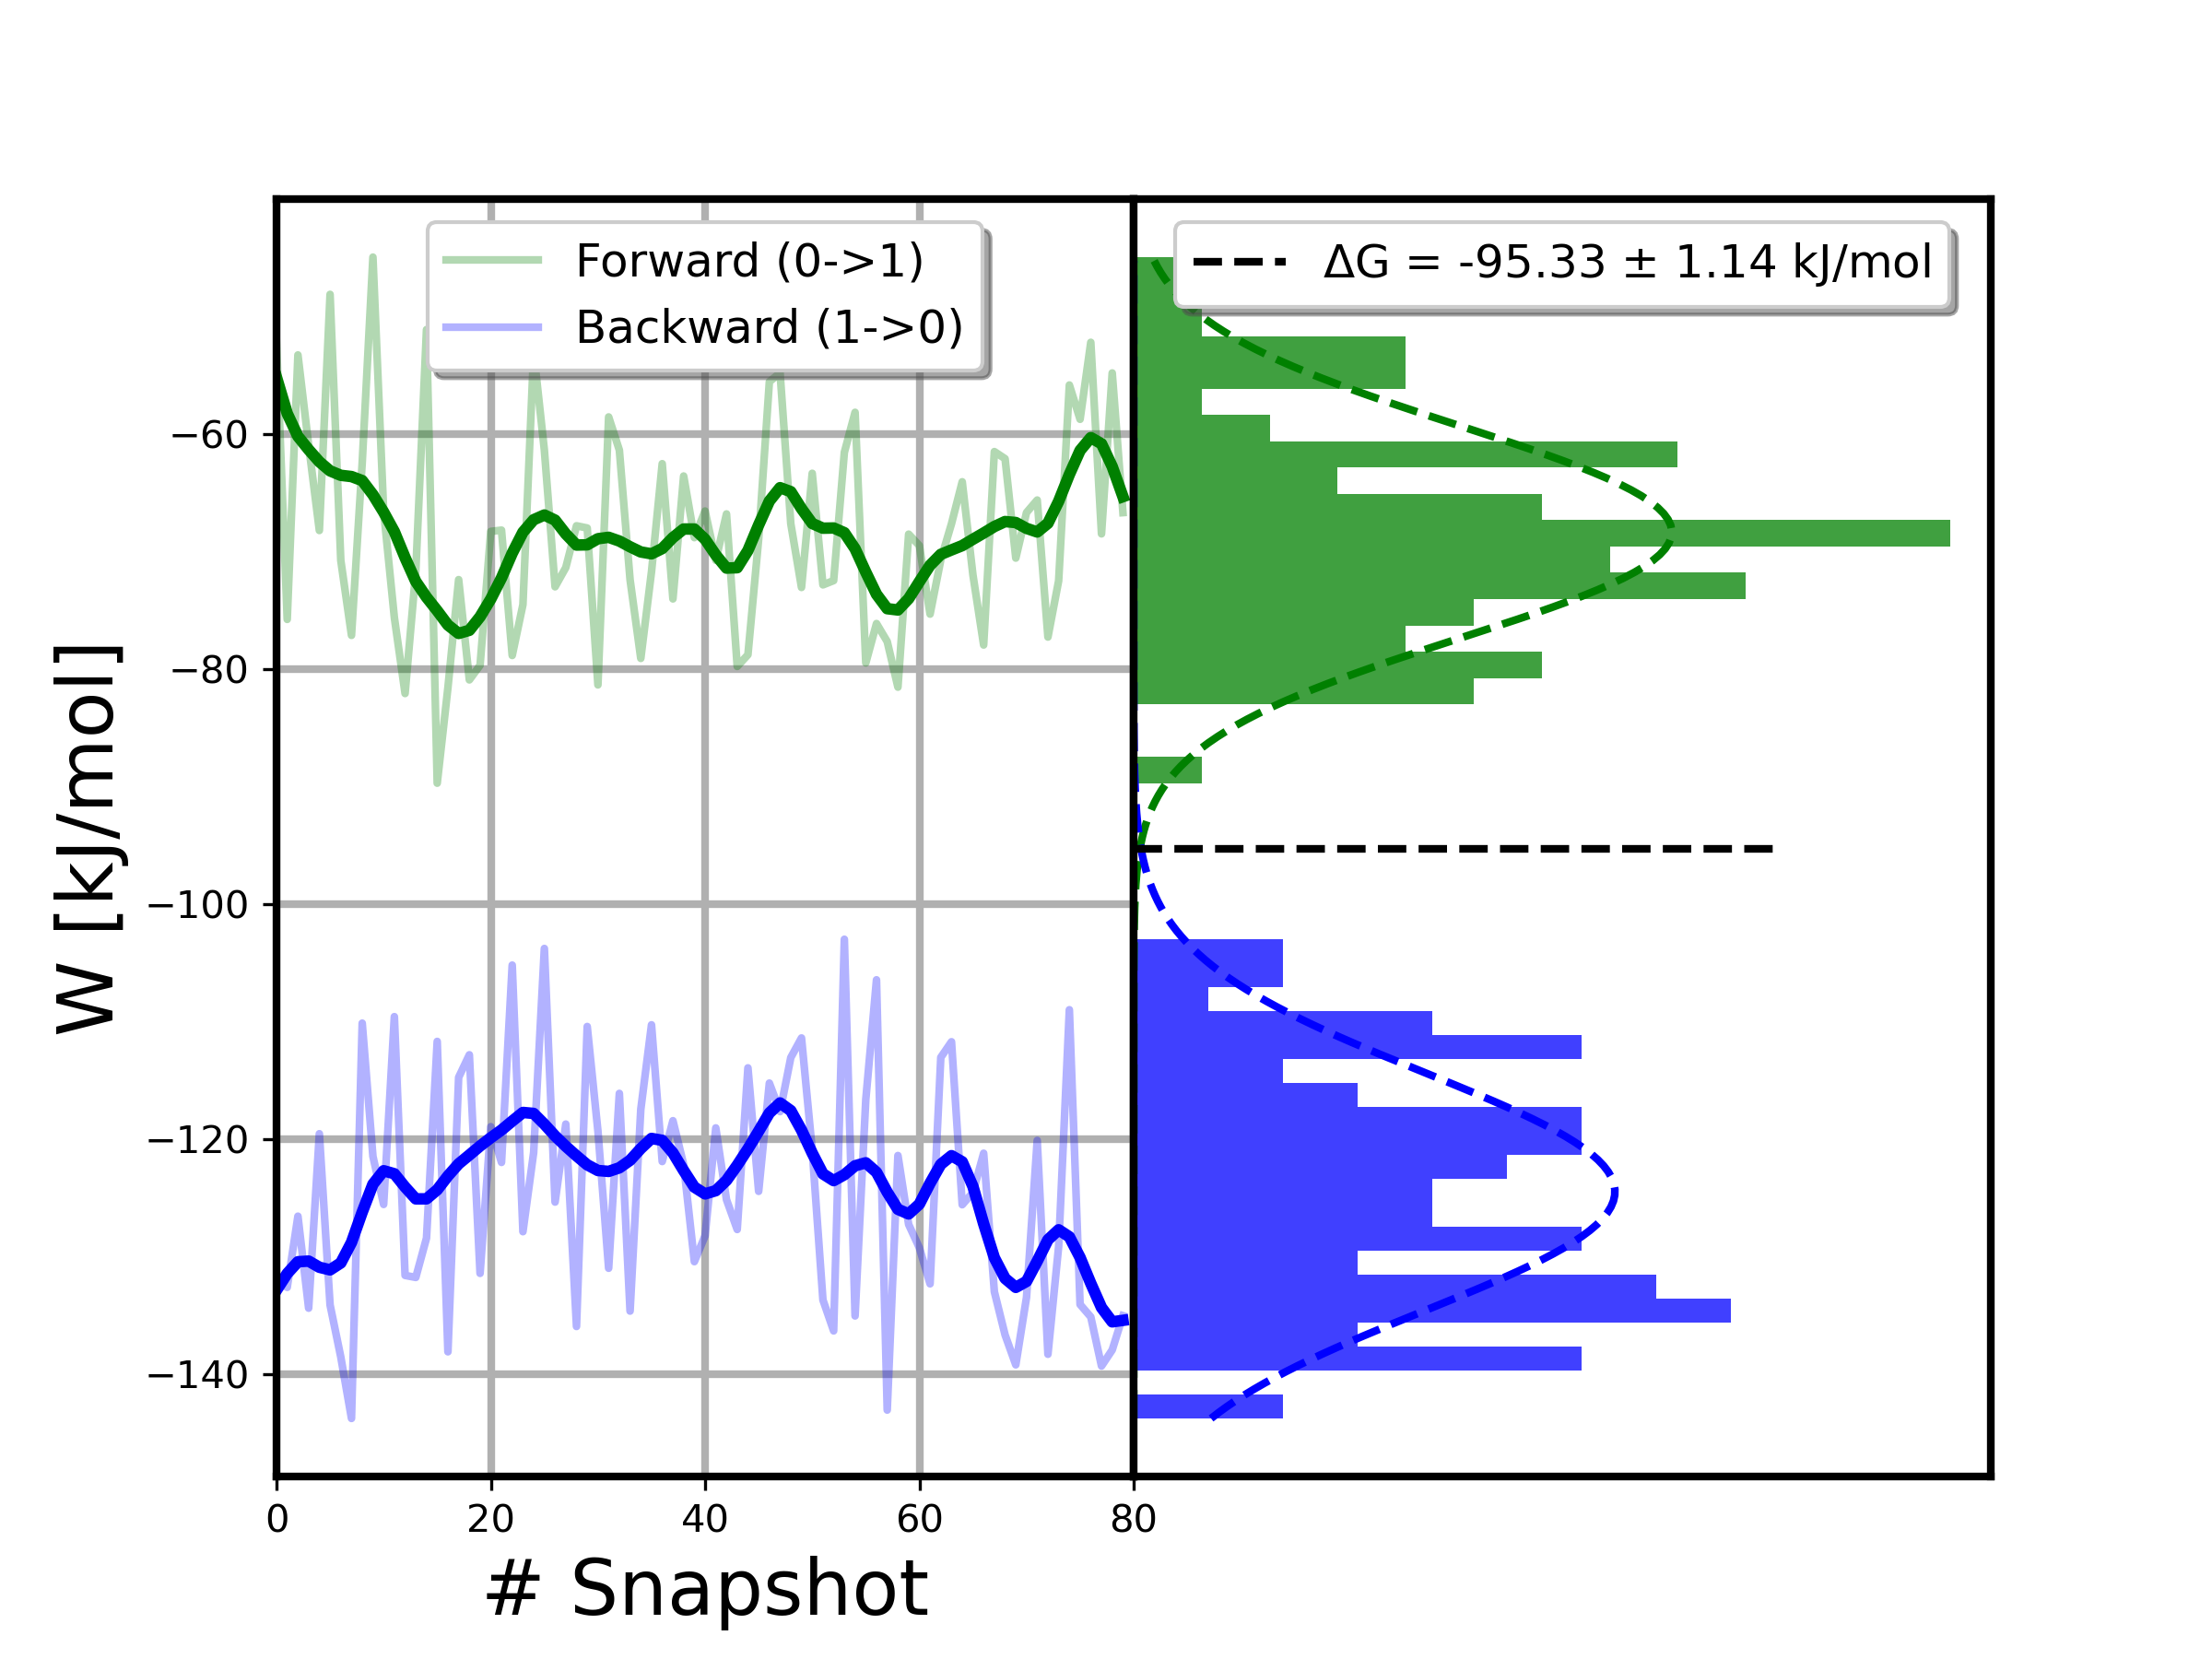 Forward (0->1)
Backward (1->0)
ΔG = -95.33 ± 1.14 kJ/mol
W [kJ/mol]
−60
−80
−100
−120
−140
0 20 40 60 80
# Snapshot